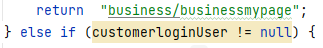 return "business/businessmypage";
} else if (customerloginUser != null) {